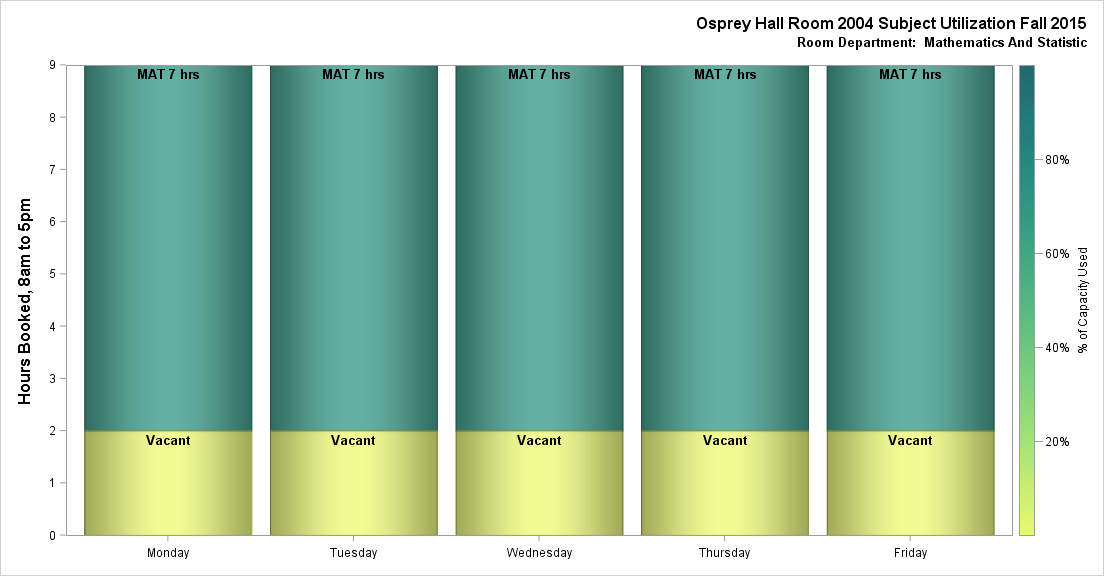 Osprey Hall Room 2004 Subject Utilization Fall 2015
Room Department: Mathematics And Statistic
Hours Booked, 8am to 5pm
9
8
7
6
5
4
3
2
1
0
MAT 7 hrs MAT 7 hrs MAT 7 hrs MAT 7 hrs MAT 7 hrs
Vacant Vacant Vacant Vacant Vacant
Monday Tuesday Wednesday Thursday Friday
80%
60%
40%
20%
% of Capacity Used